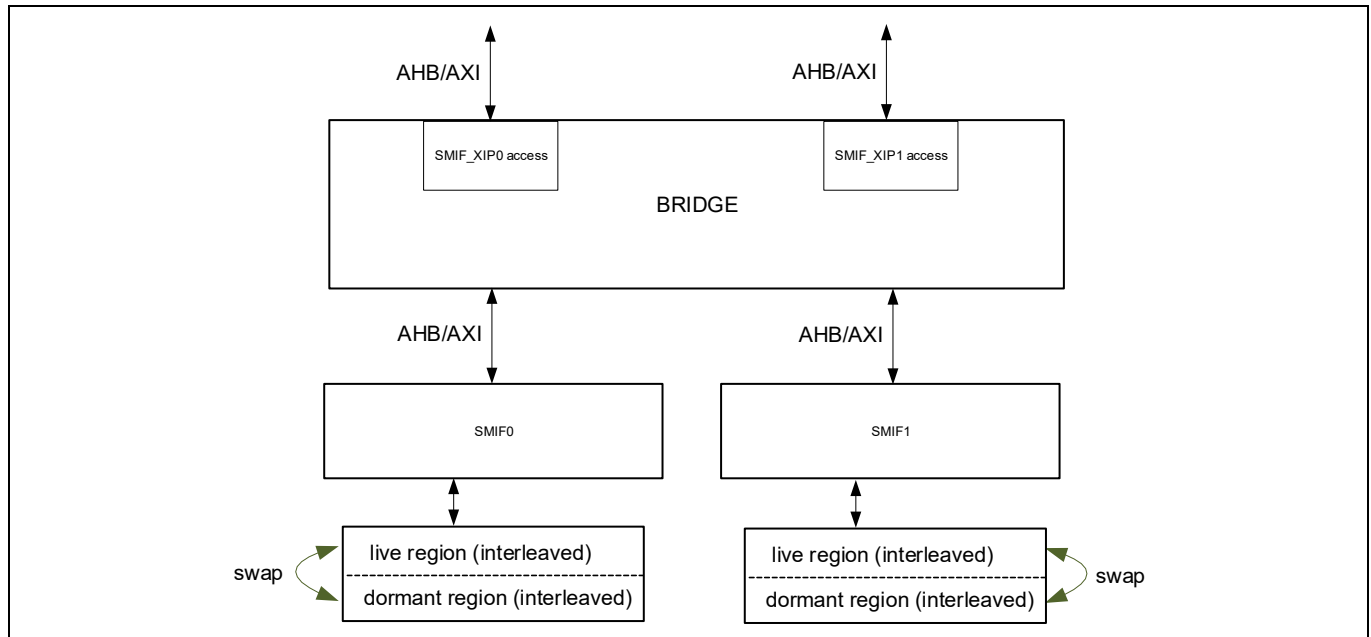 AHB/AXI
AHB/AXI
SMIF_XIP0 access
SMIF_XIP1 access
BRIDGE
AHB/AXI
AHB/AXI
SMIF0
SMIF1
live region (interleaved)
live region (interleaved)
swap
swap
dormant region (interleaved)
dormant region (interleaved)